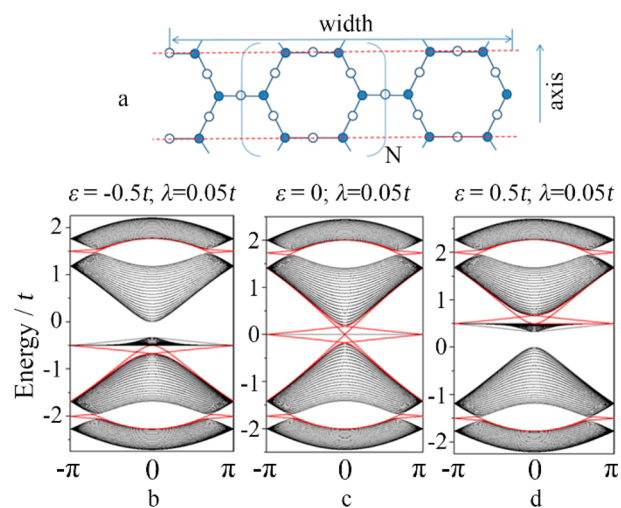 width
a
axis
N
ε = -0.5t; λ=0.05t
ε = 0; λ=0.05t
ε = 0.5t; λ=0.05t
Energy / t
2
1
0
-1
-2
2
1
0
-1
-2
2
1
0
-1
-2
-π 0 π
-π 0 π
-π 0 π
b
c
d